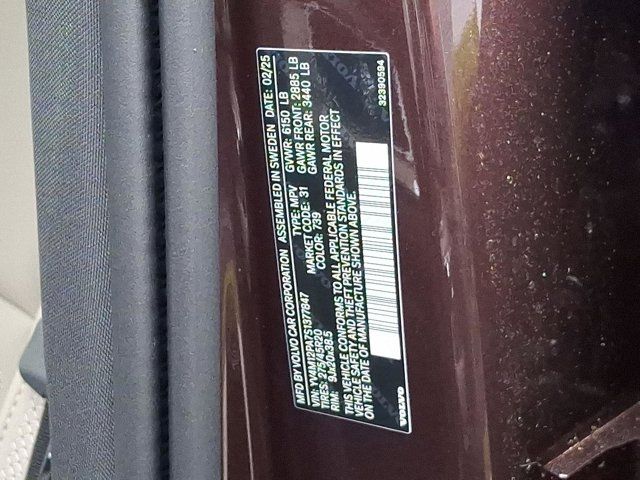 MFD BY VOLVO CAR CORPORATION ASSEMBLED IN SWEDEN DATE: 02/25
VIN: YV4M12PA7S1377847 TYPE: MPV GVWR: 6150 LB
TIRES: 275/45R20 MARKET CODE: 31 GAWR FRONT: 2885 LB
RIM: 9Jx20x38.5 COLOR: 739 GAWR REAR: 3440 LB
THIS VEHICLE CONFORMS TO ALL APPLICABLE FEDERAL MOTOR
VEHICLE SAFETY AND THEFT PREVENTION STANDARDS IN EFFECT
ON THE DATE OF MANUFACTURE SHOWN ABOVE.
VOLVO 32390594